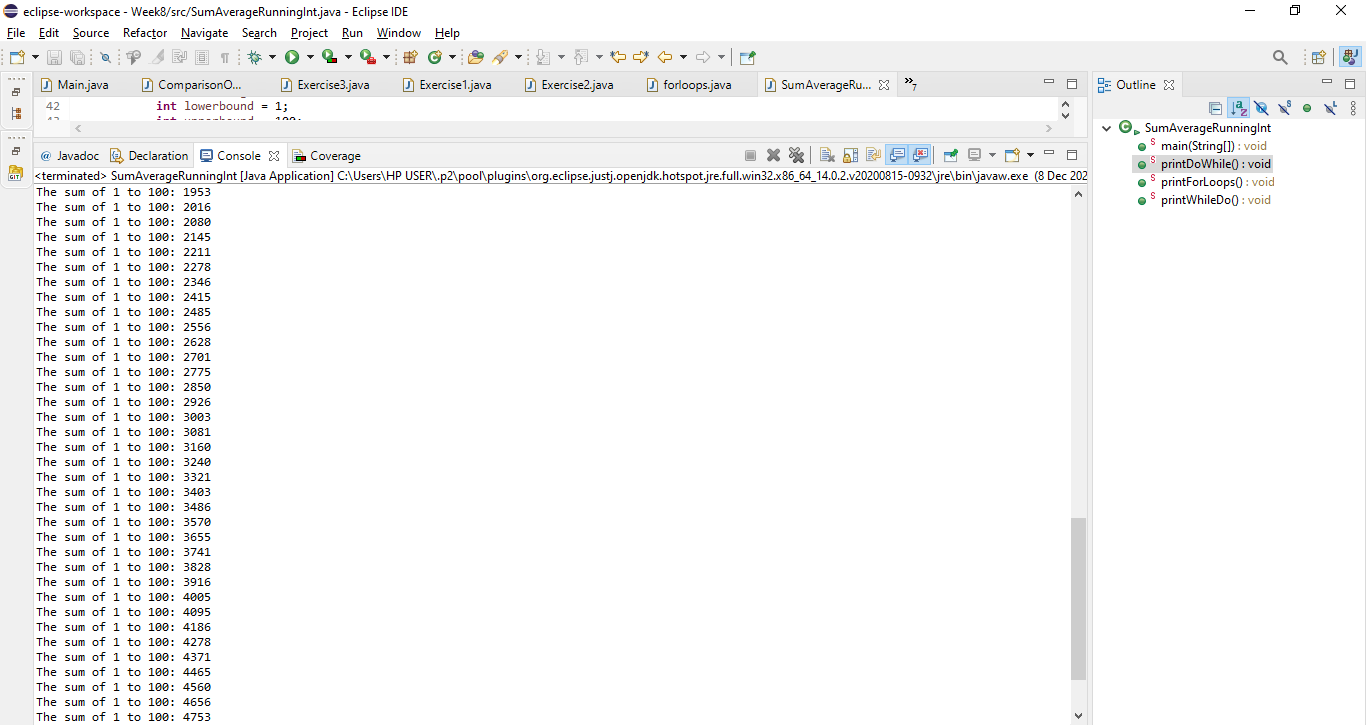 eclipse-workspace - Week8/src/SumAverageRunningInt.java - Eclipse IDE
File Edit Source Refactor Navigate Search Project Run Window Help
Main.java ComparisonO... Exercise3.java Exercise1.java Exercise2.java forloops.java SumAverageRu... »7
Outline
42 int lowerbound = 1;
SumAverageRunningInt
main(String[]) : void
printDoWhile() : void
printForLoops() : void
printWhileDo() : void
@ Javadoc Declaration Console Coverage
<terminated> SumAverageRunningInt [Java Application] C:\Users\HP USER\.p2\pool\plugins\org.eclipse.justj.openjdk.hotspot.jre.full.win32.x86_64_14.0.2.v20200815-0932\jre\bin\javaw.exe (8 Dec 202
The sum of 1 to 100: 1953
The sum of 1 to 100: 2016
The sum of 1 to 100: 2080
The sum of 1 to 100: 2145
The sum of 1 to 100: 2211
The sum of 1 to 100: 2278
The sum of 1 to 100: 2346
The sum of 1 to 100: 2415
The sum of 1 to 100: 2485
The sum of 1 to 100: 2556
The sum of 1 to 100: 2628
The sum of 1 to 100: 2701
The sum of 1 to 100: 2775
The sum of 1 to 100: 2850
The sum of 1 to 100: 2926
The sum of 1 to 100: 3003
The sum of 1 to 100: 3081
The sum of 1 to 100: 3160
The sum of 1 to 100: 3240
The sum of 1 to 100: 3321
The sum of 1 to 100: 3403
The sum of 1 to 100: 3486
The sum of 1 to 100: 3570
The sum of 1 to 100: 3655
The sum of 1 to 100: 3741
The sum of 1 to 100: 3828
The sum of 1 to 100: 3916
The sum of 1 to 100: 4005
The sum of 1 to 100: 4095
The sum of 1 to 100: 4186
The sum of 1 to 100: 4278
The sum of 1 to 100: 4371
The sum of 1 to 100: 4465
The sum of 1 to 100: 4560
The sum of 1 to 100: 4656
The sum of 1 to 100: 4753